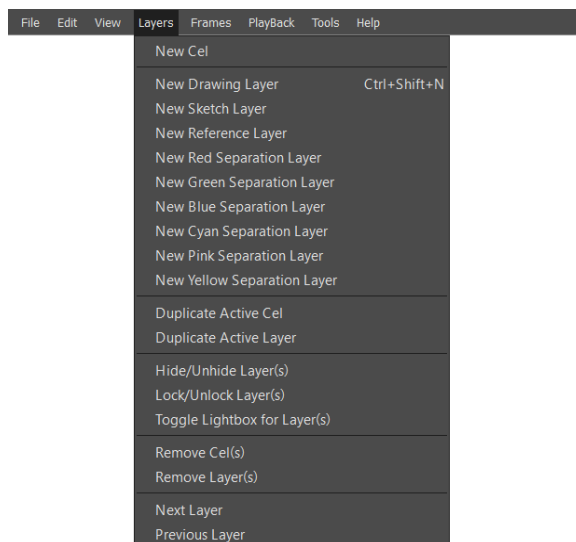 File Edit View Layers Frames PlayBack Tools Help
New Cel
New Drawing Layer Ctrl+Shift+N
New Sketch Layer
New Reference Layer
New Red Separation Layer
New Green Separation Layer
New Blue Separation Layer
New Cyan Separation Layer
New Pink Separation Layer
New Yellow Separation Layer
Duplicate Active Cel
Duplicate Active Layer
Hide/Unhide Layer(s)
Lock/Unlock Layer(s)
Toggle Lightbox for Layer(s)
Remove Cel(s)
Remove Layer(s)
Next Layer
Previous Layer